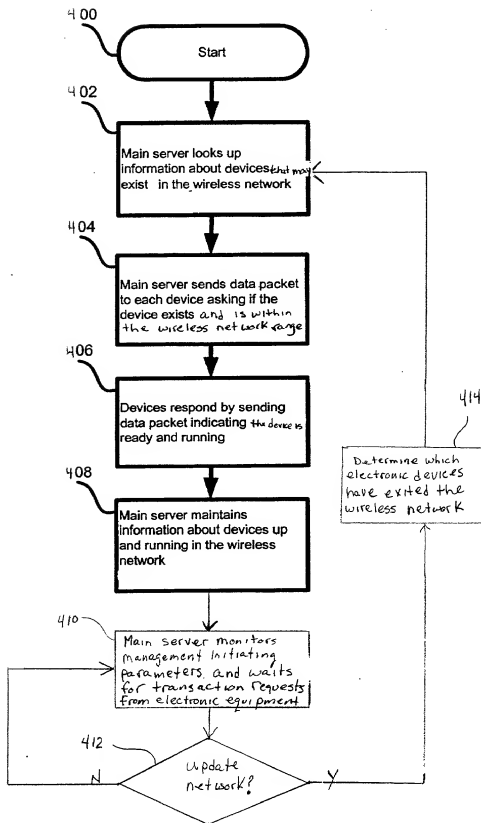 400
Start
402
Main server looks up
information about devices that may
exist in the wireless network
404
Main server sends data packet
to each device asking if the
device exists and is within
the wireless network range
406
Devices respond by sending
data packet indicating the device is
ready and running
408
Main server maintains
information about devices up
and running in the wireless
network
414
Determine which
electronic devices
have exited the
wireless network
410
Main server monitors
management initiating
parameters and waits
for transaction requests
from electronic equipment
412
update
network?
N
Y